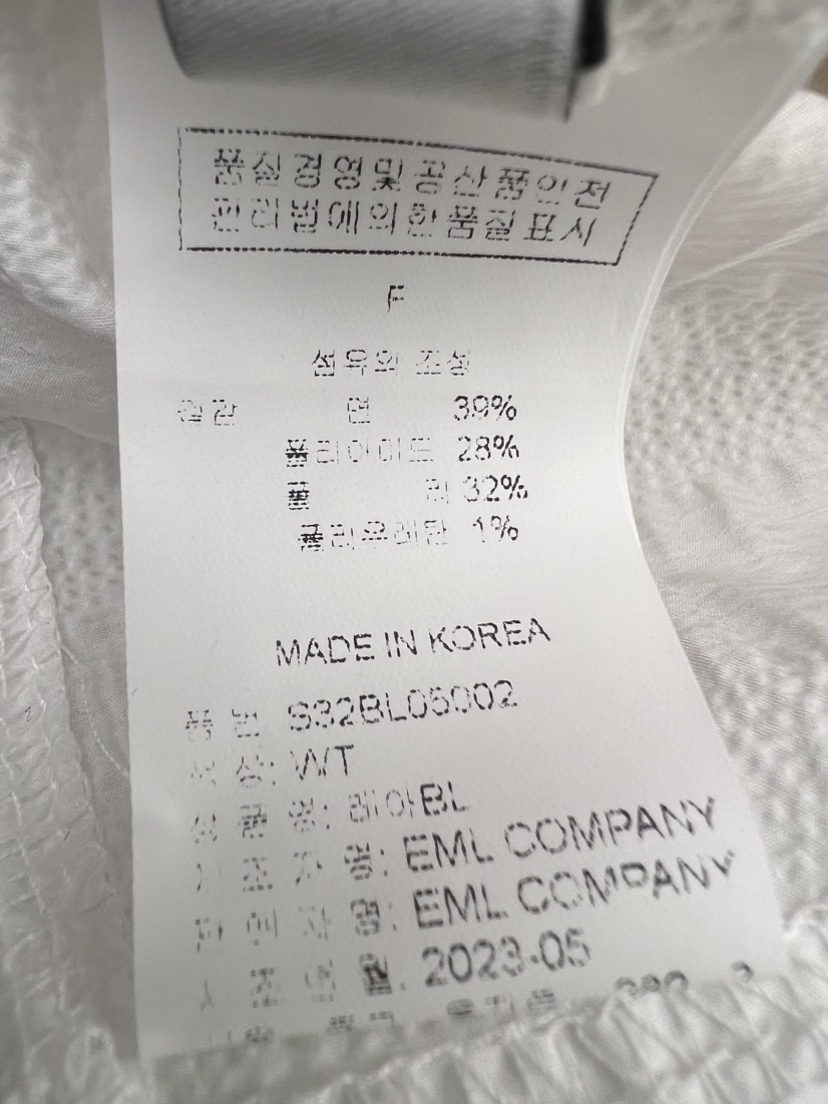 품질경영및공산품안전
관리법에의한품질표시
F
섬유의 조성
겉감 면 39%
폴리아미드 28%
폴 리 32%
폴리우레탄 1%
MADE IN KOREA
품 번 S32BL05002
색 상: WT
상 품 명: 레아BL
제 조 자 명: EML COMPANY
판 매 자 명: EML COMPANY
제 조 년 월. 2023-05